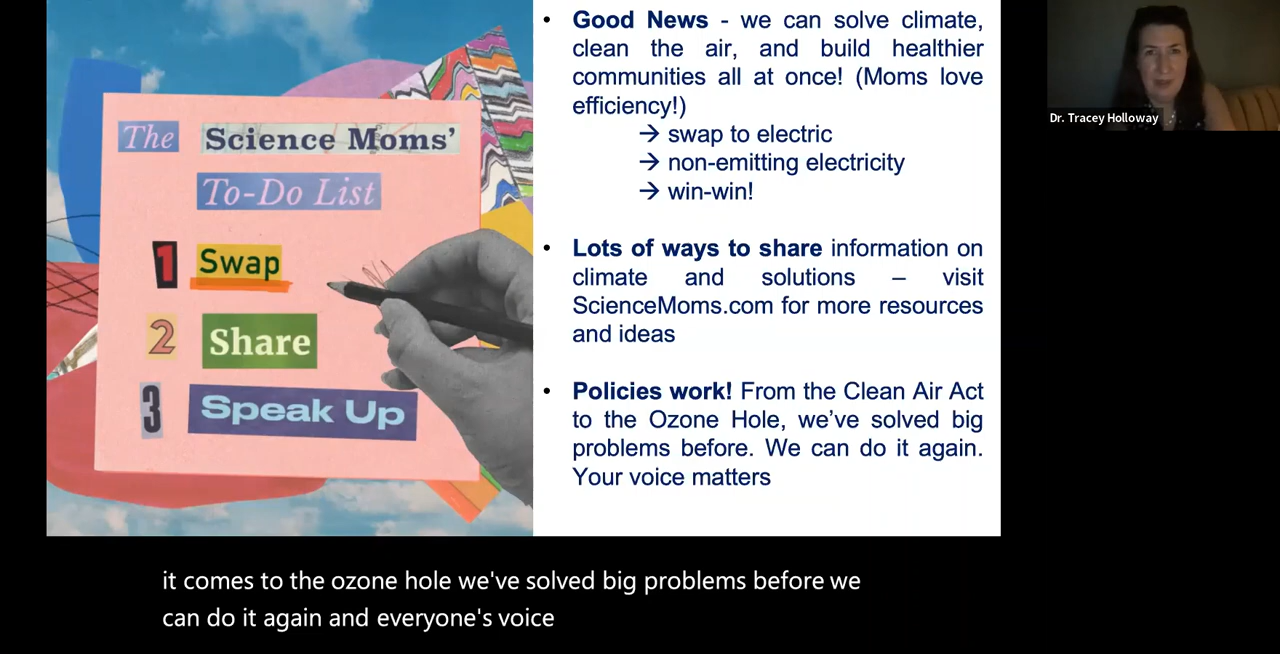 The Science Moms'
To-Do List
1 Swap
2 Share
3 Speak Up
• Good News - we can solve climate,
clean the air, and build healthier
communities all at once! (Moms love
efficiency!)
→ swap to electric
→ non-emitting electricity
→ win-win!
• Lots of ways to share information on
climate and solutions – visit
ScienceMoms.com for more resources
and ideas
• Policies work! From the Clean Air Act
to the Ozone Hole, we've solved big
problems before. We can do it again.
Your voice matters
Dr. Tracey Holloway
it comes to the ozone hole we've solved big problems before we
can do it again and everyone's voice